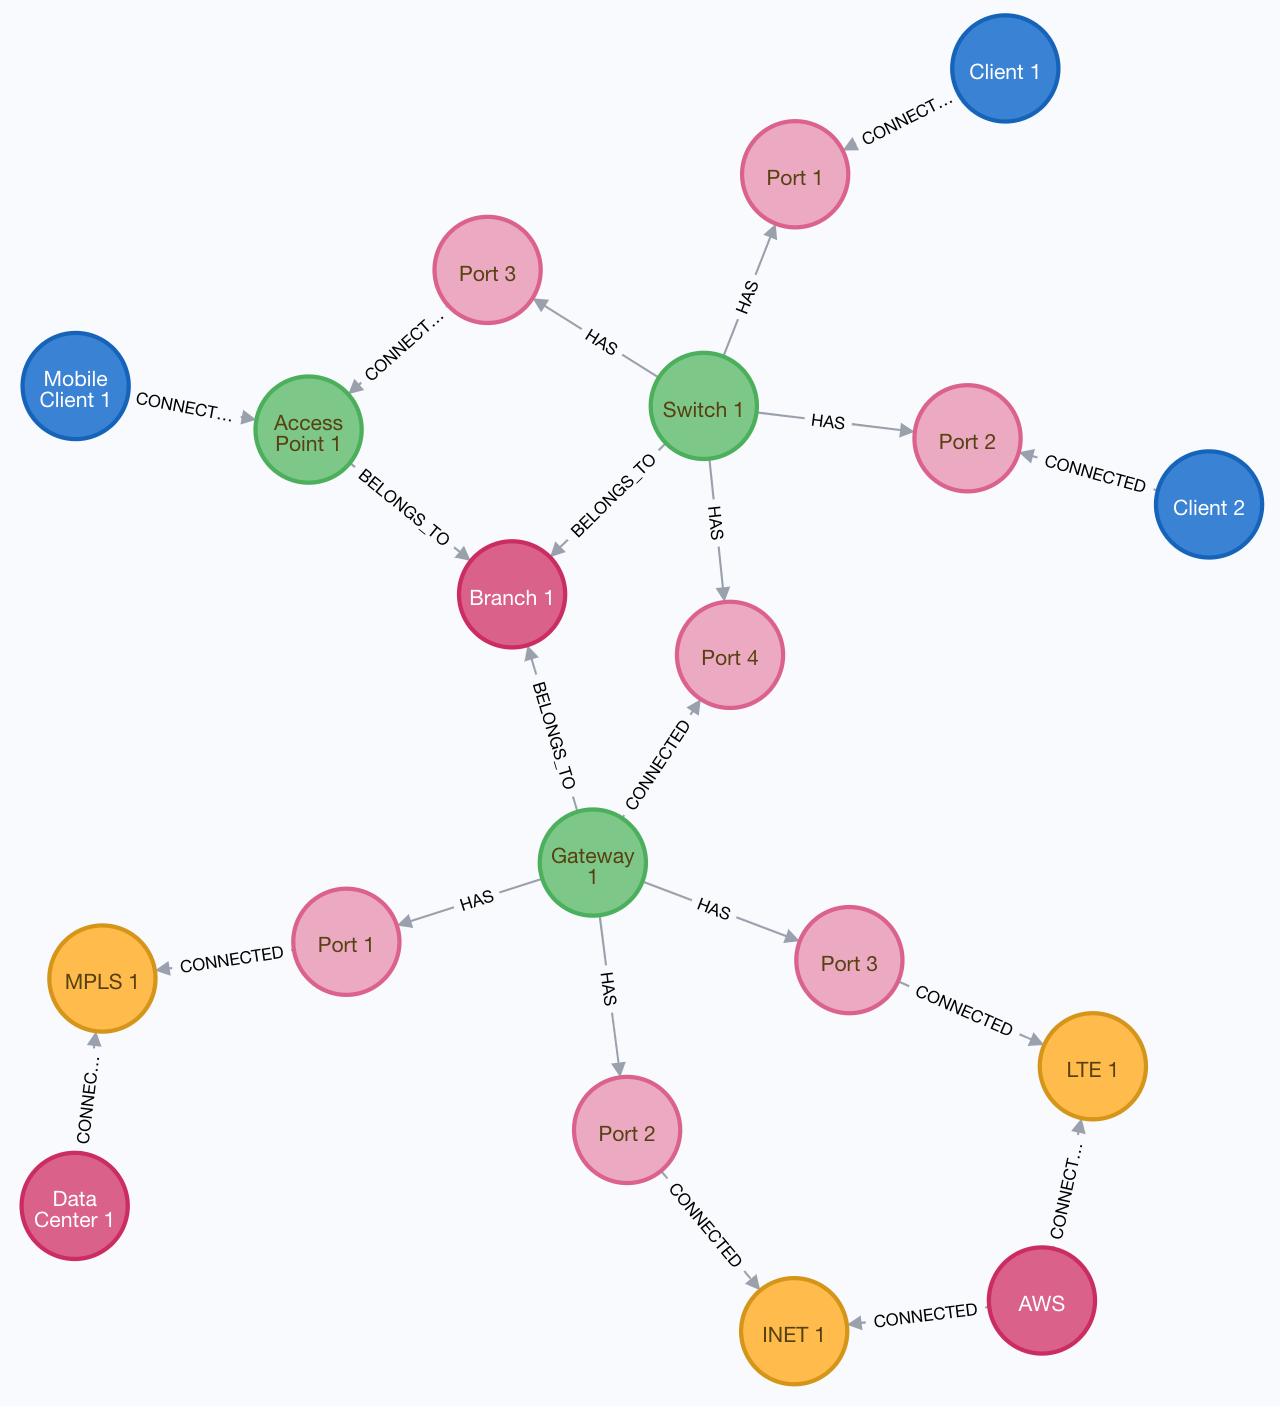 Client 1
CONNECT...
Port 1
HAS
Port 3
CONNECT...
HAS
Mobile
Client 1
CONNECT...
Access
Point 1
Switch 1
HAS
Port 2
CONNECTED
Client 2
BELONGS_TO
BELONGS_TO
HAS
Branch 1
Port 4
BELONGS_TO
CONNECTED
Gateway
1
HAS
HAS
Port 1
CONNECTED
MPLS 1
HAS
Port 3
CONNECTED
LTE 1
CONNEC...
Port 2
Data
Center 1
CONNECTED
CONNECT...
INET 1
CONNECTED
AWS